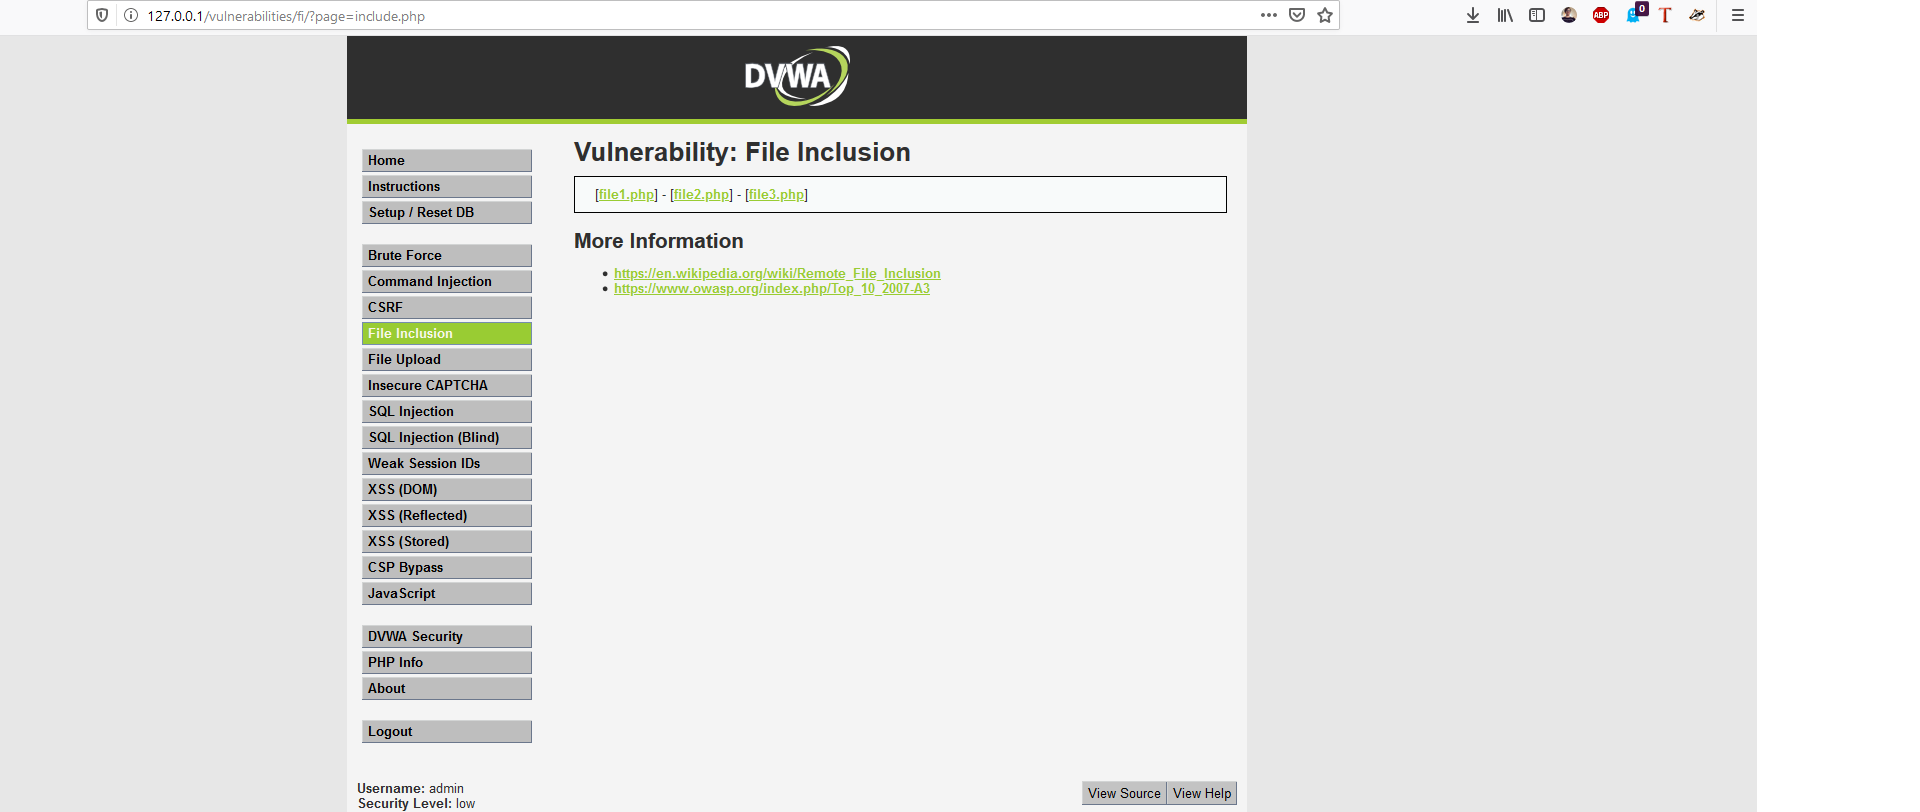 127.0.0.1/vulnerabilities/fi/?page=include.php
ABP
0
T
DVWA
Home
Instructions
Setup / Reset DB
Brute Force
Command Injection
CSRF
File Inclusion
File Upload
Insecure CAPTCHA
SQL Injection
SQL Injection (Blind)
Weak Session IDs
XSS (DOM)
XSS (Reflected)
XSS (Stored)
CSP Bypass
JavaScript
DVWA Security
PHP Info
About
Logout
Vulnerability: File Inclusion
[file1.php] - [file2.php] - [file3.php]
More Information
https://en.wikipedia.org/wiki/Remote_File_Inclusion
https://www.owasp.org/index.php/Top_10_2007-A3
Username: admin
Security Level: low
View Source View Help